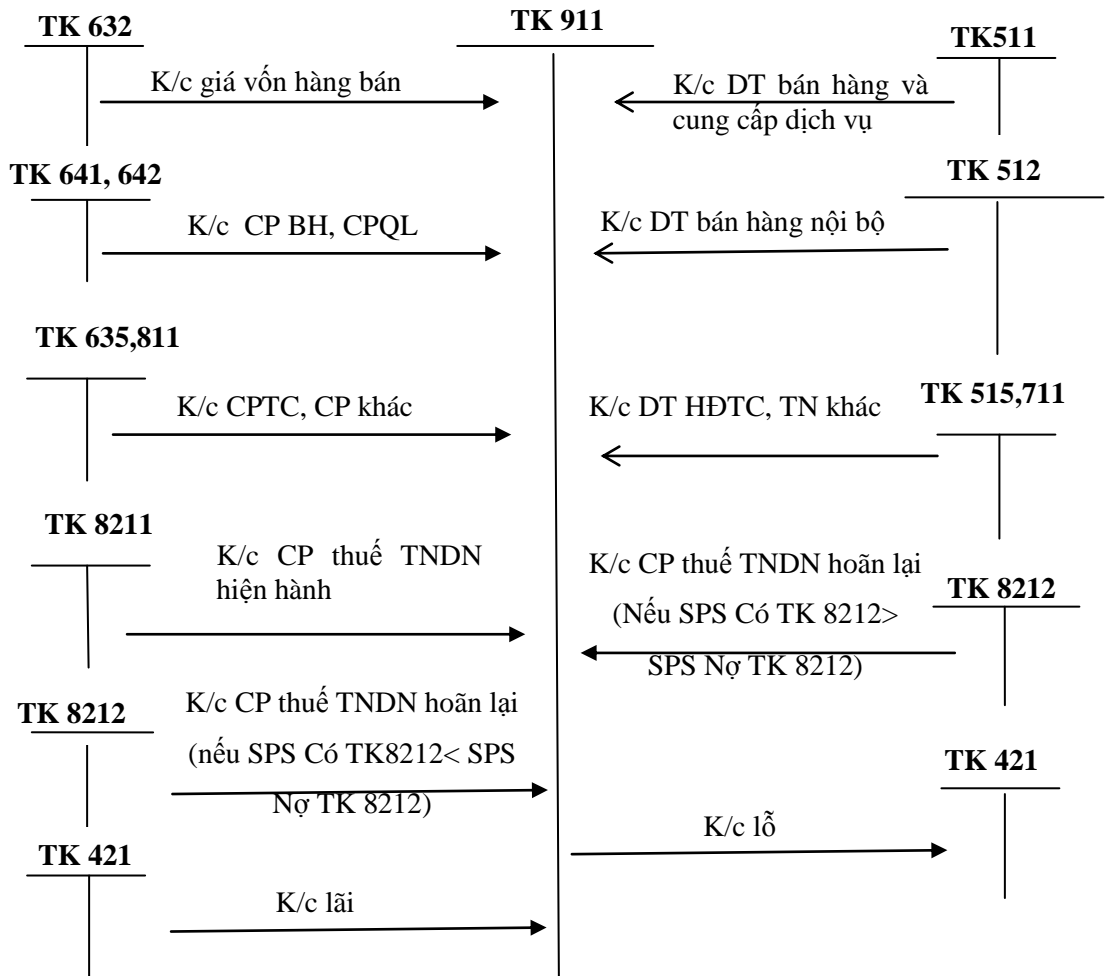 TK 632
TK 911
TK511
K/c giá vốn hàng bán
K/c DT bán hàng và
cung cấp dịch vụ
TK 641, 642
TK 512
K/c CP BH, CPQL
K/c DT bán hàng nội bộ
TK 635,811
TK 515,711
K/c CPTC, CP khác
K/c DT HĐTC, TN khác
TK 8211
K/c CP thuế TNDN
hiện hành
K/c CP thuế TNDN hoãn lại
(Nếu SPS Có TK 8212>
SPS Nợ TK 8212)
TK 8212
TK 8212
K/c CP thuế TNDN hoãn lại
(nếu SPS Có TK8212< SPS
Nợ TK 8212)
TK 421
K/c lỗ
TK 421
K/c lãi